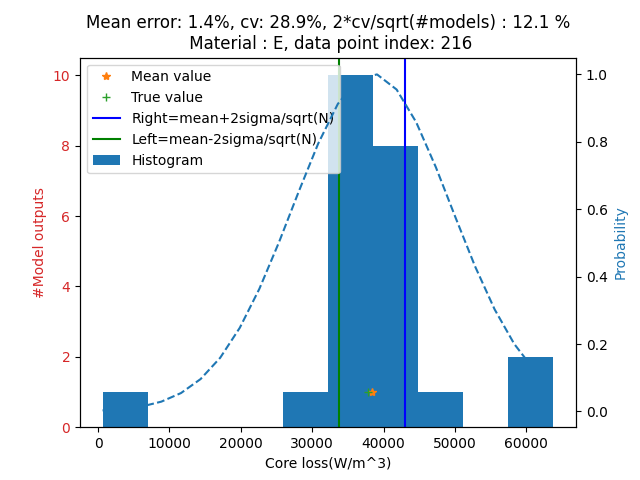 Mean error: 1.4%, cv: 28.9%, 2*cv/sqrt(#models) : 12.1 %
Material : E, data point index: 216
Mean value
True value
Right=mean+2sigma/sqrt(N)
Left=mean-2sigma/sqrt(N)
Histogram
10
8
6
4
2
0
#Model outputs
1.0
0.8
0.6
0.4
0.2
0.0
Probability
0 10000 20000 30000 40000 50000 60000
Core loss(W/m^3)